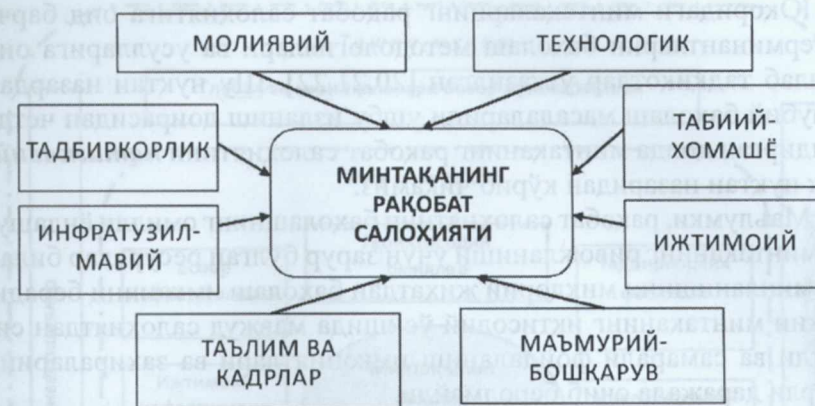 МОЛИЯВИЙ
ТЕХНОЛОГИК
ТАДБИРКОРЛИК
ТАБИИЙ-
ХОМАШЁ
МИНТАҚАНИНГ
РАҚОБАТ
САЛОҲИЯТИ
ИНФРАТУЗИЛ-
МАВИЙ
ИЖТИМОИЙ
ТАЪЛИМ ВА
КАДРЛАР
МАЪМУРИЙ-
БОШҚАРУВ